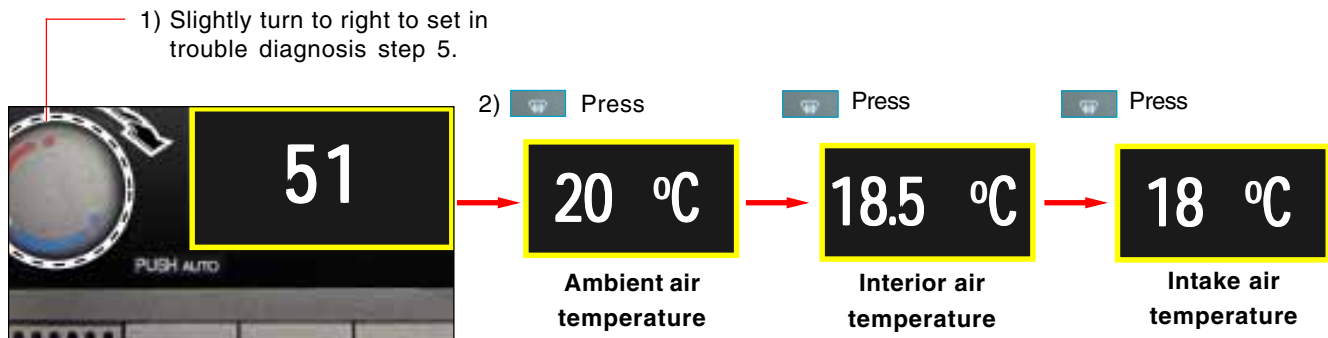 1) Slightly turn to right to set in
trouble diagnosis step 5.
2) Press
Press
Press
51
20 ºC
18.5 ºC
18 ºC
PUSH AUTO
Ambient air
temperature
Interior air
temperature
Intake air
temperature